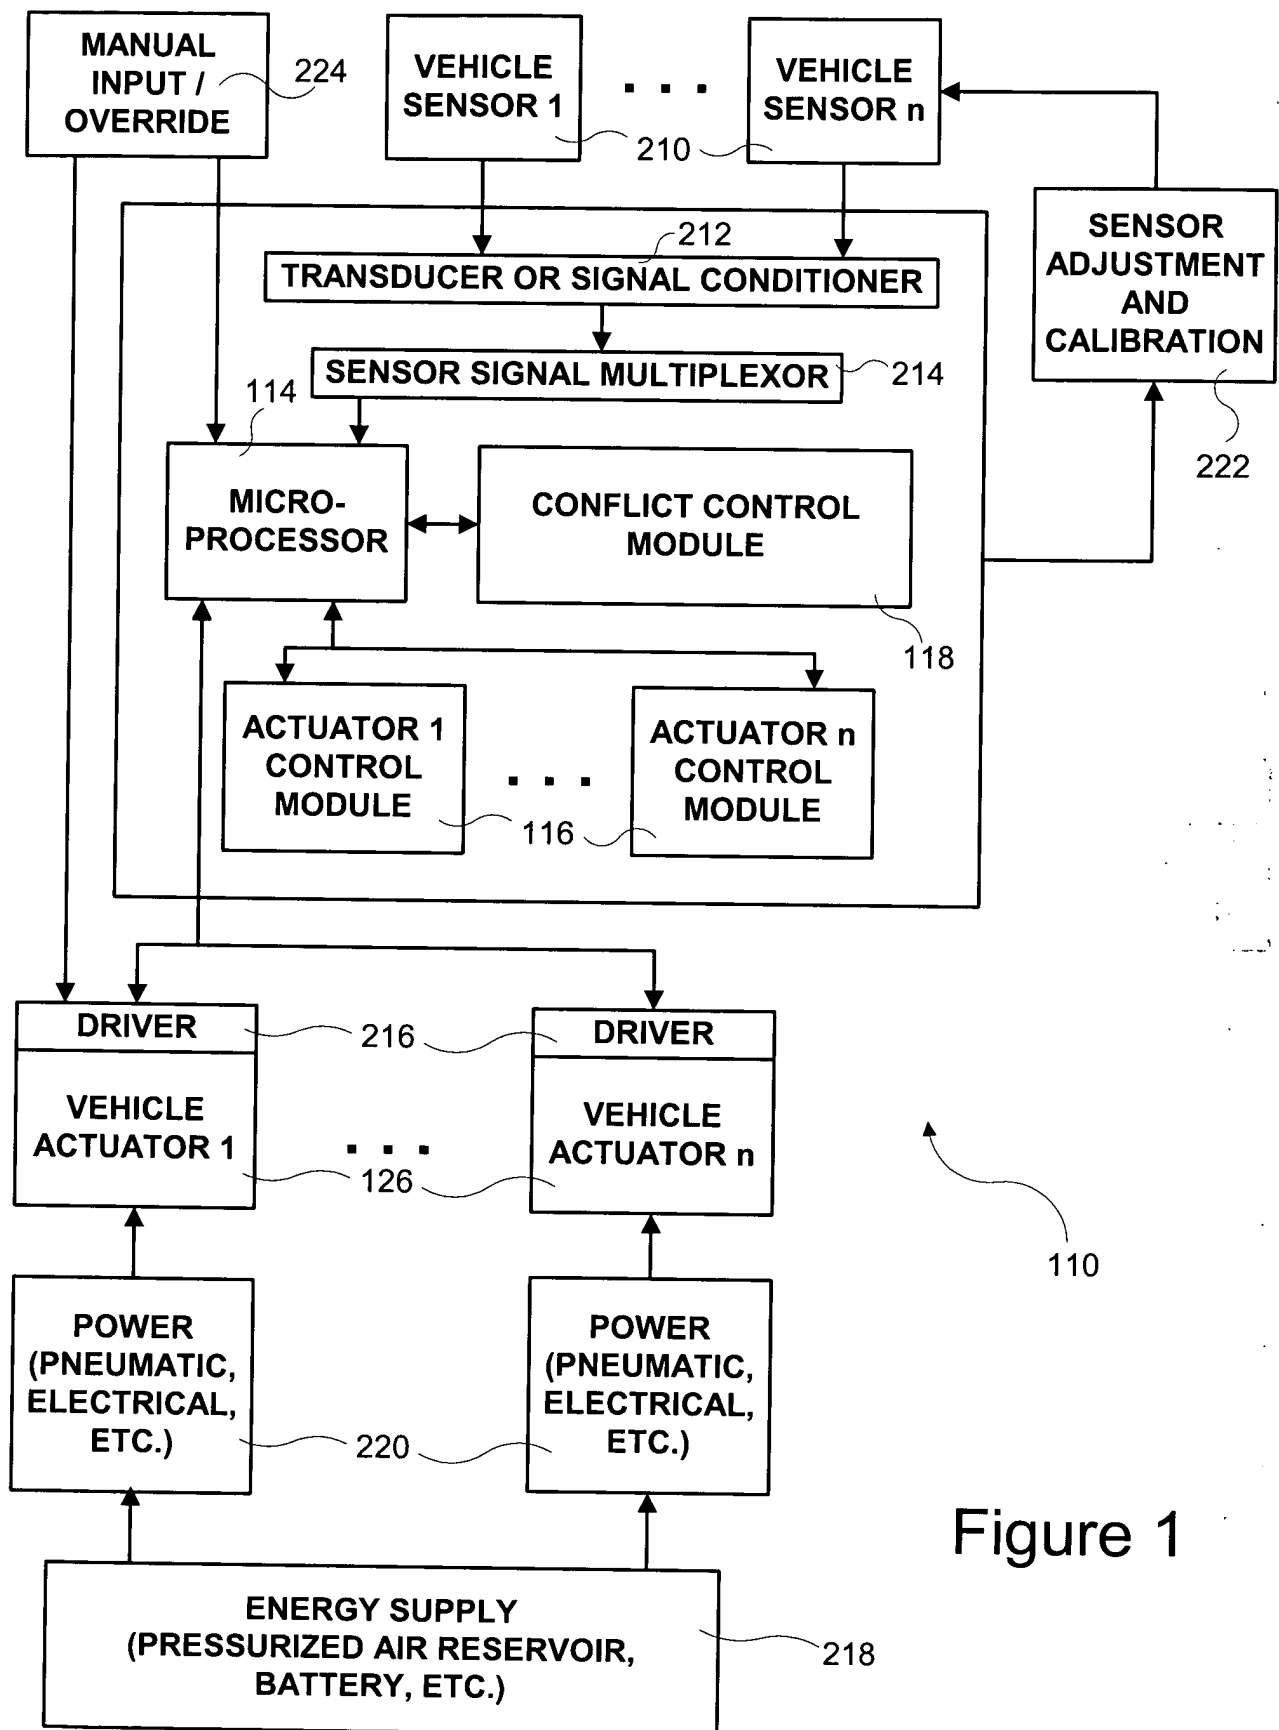 MANUAL
INPUT /
OVERRIDE
224
VEHICLE
SENSOR 1
. . .
VEHICLE
SENSOR n
210
SENSOR
ADJUSTMENT
AND
CALIBRATION
222
212
TRANSDUCER OR SIGNAL CONDITIONER
SENSOR SIGNAL MULTIPLEXOR
214
114
MICRO-
PROCESSOR
CONFLICT CONTROL
MODULE
118
ACTUATOR 1
CONTROL
MODULE
. . .
ACTUATOR n
CONTROL
MODULE
116
DRIVER
216
DRIVER
VEHICLE
ACTUATOR 1
. . .
VEHICLE
ACTUATOR n
126
110
POWER
(PNEUMATIC,
ELECTRICAL,
ETC.)
220
POWER
(PNEUMATIC,
ELECTRICAL,
ETC.)
Figure 1
ENERGY SUPPLY
(PRESSURIZED AIR RESERVOIR,
BATTERY, ETC.)
218